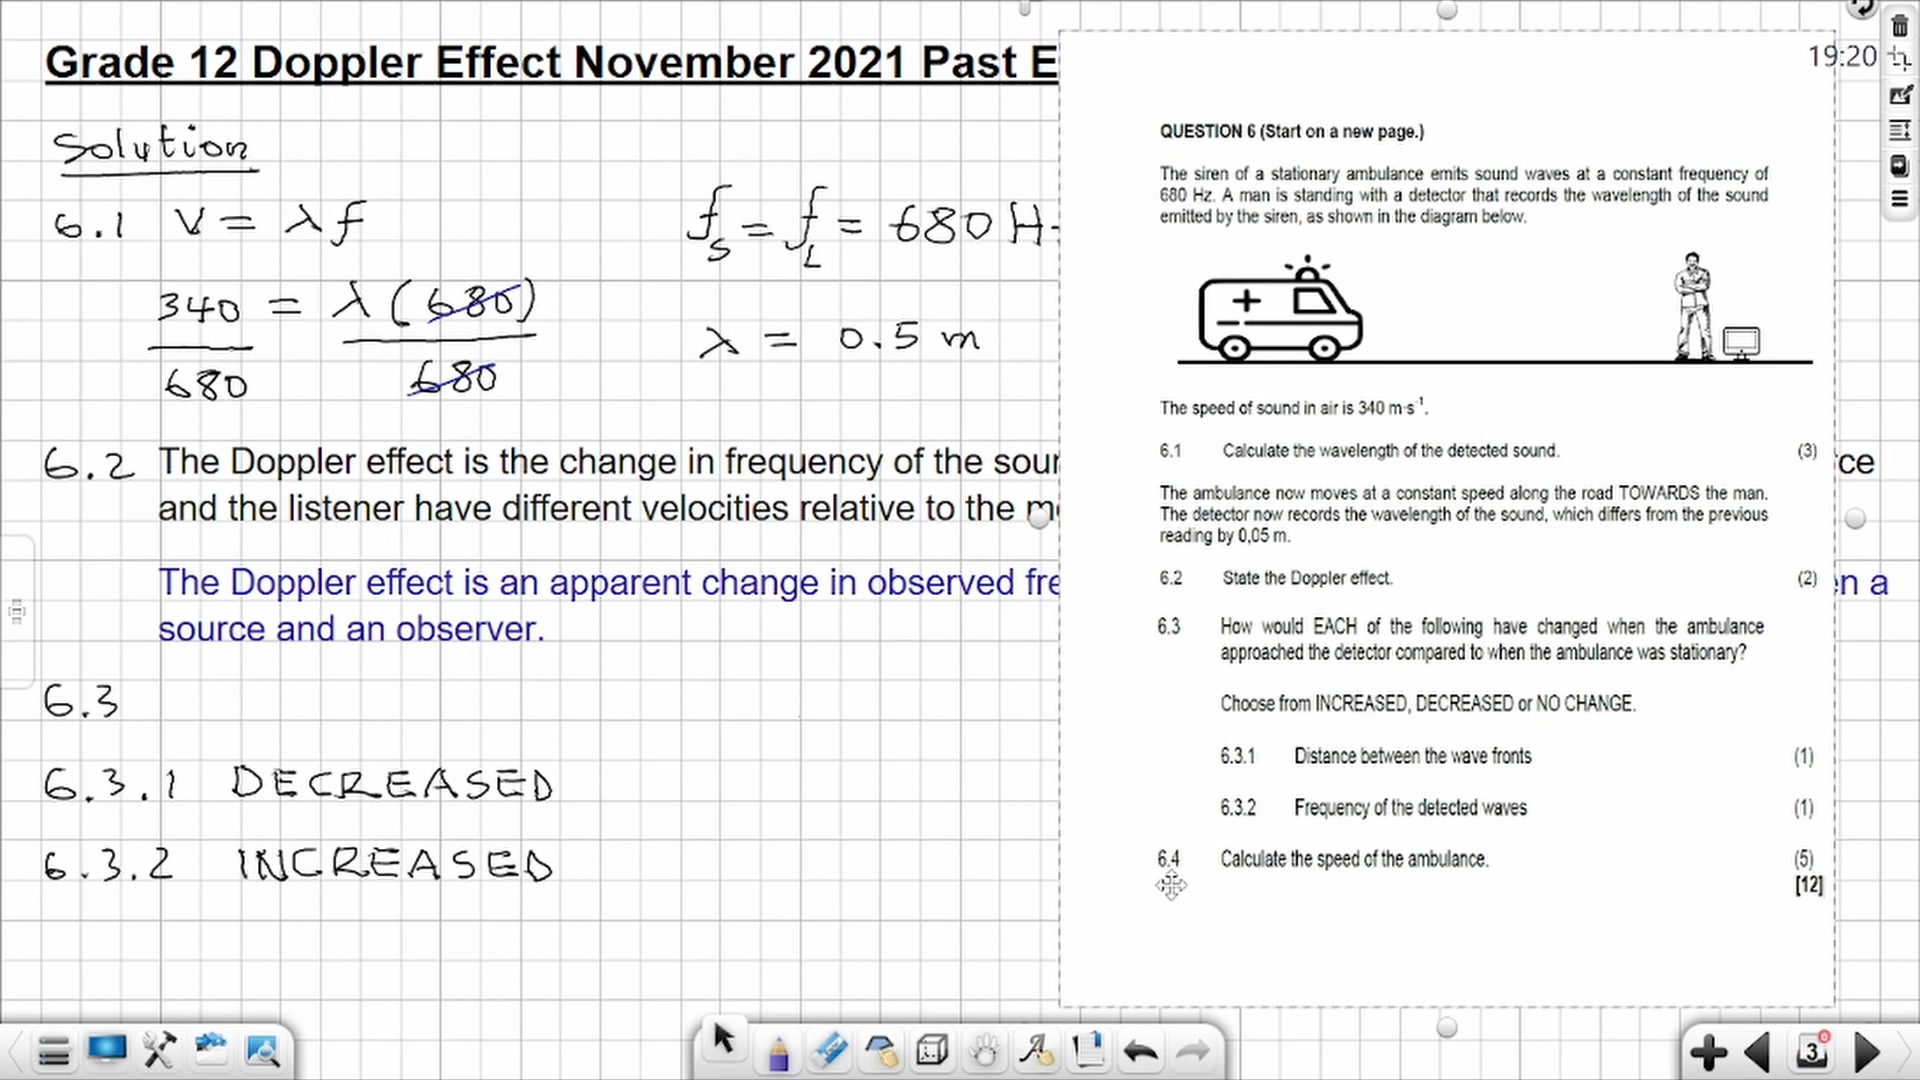 Grade 12 Doppler Effect November 2021 Past E
19:20
Solution
6.1 V = λf
f_S = f_L = 680 H
340 = λ (680)
680 680
λ = 0.5 m
6.2 The Doppler effect is the change in frequency of the sour
ce
and the listener have different velocities relative to the me
The Doppler effect is an apparent change in observed fre
en a
source and an observer.
6.3
6.3.1 DECREASED
6.3.2 INCREASED
QUESTION 6 (Start on a new page.)
The siren of a stationary ambulance emits sound waves at a constant frequency of
680 Hz. A man is standing with a detector that records the wavelength of the sound
emitted by the siren, as shown in the diagram below.
The speed of sound in air is 340 m·s⁻¹.
6.1 Calculate the wavelength of the detected sound. (3)
The ambulance now moves at a constant speed along the road TOWARDS the man.
The detector now records the wavelength of the sound, which differs from the previous
reading by 0,05 m.
6.2 State the Doppler effect. (2)
6.3 How would EACH of the following have changed when the ambulance
approached the detector compared to when the ambulance was stationary?
Choose from INCREASED, DECREASED or NO CHANGE.
6.3.1 Distance between the wave fronts (1)
6.3.2 Frequency of the detected waves (1)
6.4 Calculate the speed of the ambulance. (5)
[12]
3